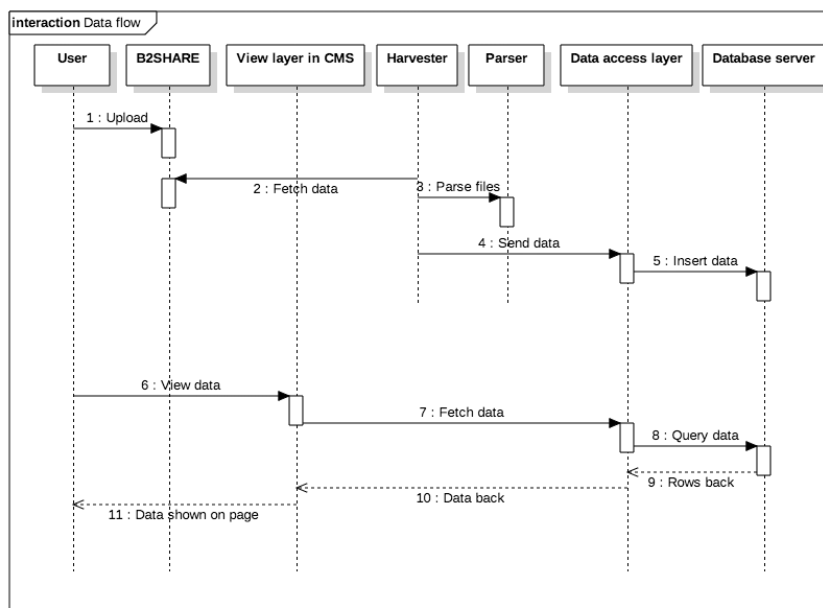 interaction Data flow
User
B2SHARE
View layer in CMS
Harvester
Parser
Data access layer
Database server
1 : Upload
2 : Fetch data
3 : Parse files
4 : Send data
5 : Insert data
6 : View data
7 : Fetch data
8 : Query data
9 : Rows back
10 : Data back
11 : Data shown on page